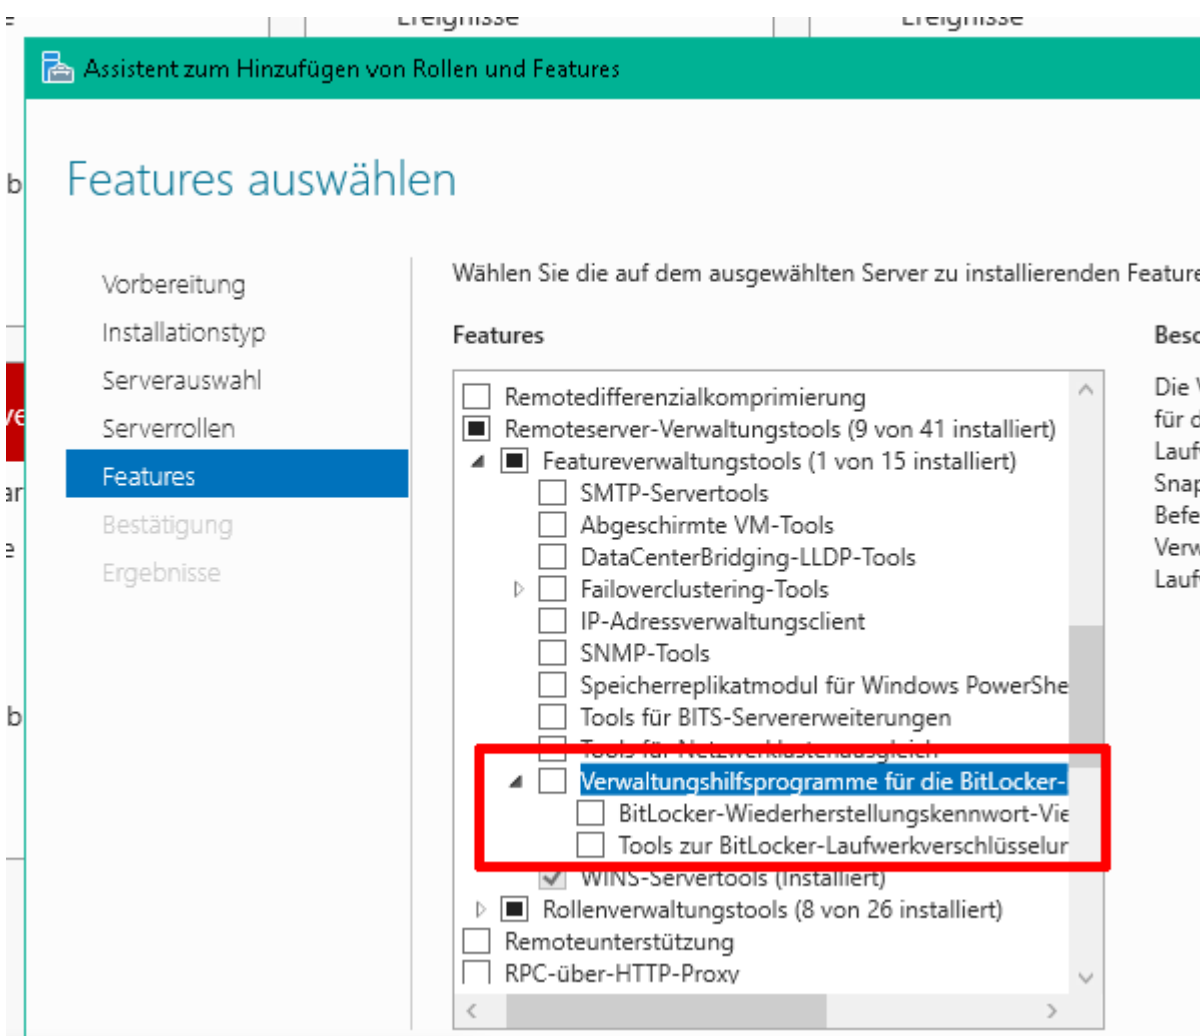 Ereignisse
Ereignisse
Assistent zum Hinzufügen von Rollen und Features
Features auswählen
Vorbereitung
Installationstyp
Serverauswahl
Serverrollen
Features
Bestätigung
Ergebnisse
Wählen Sie die auf dem ausgewählten Server zu installierenden Feature
Features
Remotedifferenzialkomprimierung
Remoteserver-Verwaltungstools (9 von 41 installiert)
Featureverwaltungstools (1 von 15 installiert)
SMTP-Servertools
Abgeschirmte VM-Tools
DataCenterBridging-LLDP-Tools
Failoverclustering-Tools
IP-Adressverwaltungsclient
SNMP-Tools
Speicherreplikatmodul für Windows PowerShe
Tools für BITS-Servererweiterungen
Tools für Netzwerklastenausgleich
Verwaltungshilfsprogramme für die BitLocker-
BitLocker-Wiederherstellungskennwort-Vie
Tools zur BitLocker-Laufwerkverschlüsselur
WINS-Servertools (Installiert)
Rollenverwaltungstools (8 von 26 installiert)
Remoteunterstützung
RPC-über-HTTP-Proxy
Besc
Die V
für d
Lauf
Snap
Befe
Verw
Lauf